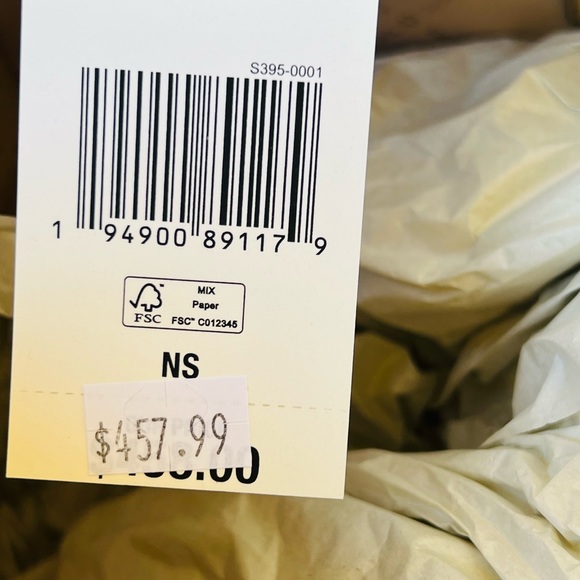 S395-0001
1 94900 89117 9
MIX
Paper
FSC
FSC™ C012345
NS
$457.99